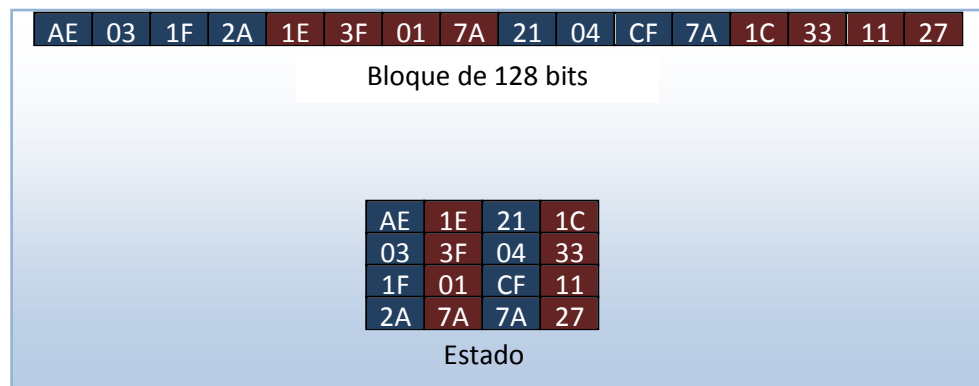 AE 03 1F 2A 1E 3F 01 7A 21 04 CF 7A 1C 33 11 27
Bloque de 128 bits
AE 1E 21 1C
03 3F 04 33
1F 01 CF 11
2A 7A 7A 27
Estado